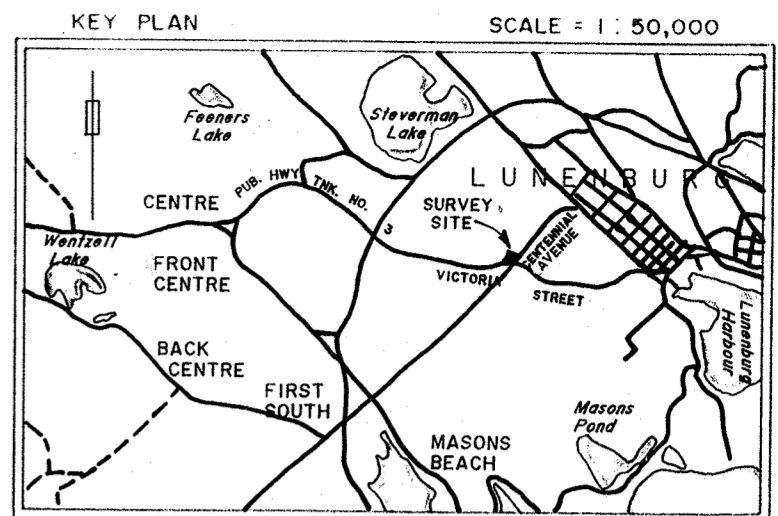 KEY PLAN
SCALE = 1 : 50,000
Feeners
Lake
Steverman
Lake
LUNENBURG
PUB. HWY.
TNK. NO.
3
CENTRE
SURVEY
SITE
CENTENNIAL
AVENUE
Wentzell
Lake
FRONT
CENTRE
VICTORIA
STREET
Lunenburg
Harbour
BACK
CENTRE
FIRST
SOUTH
Masons
Pond
MASONS
BEACH